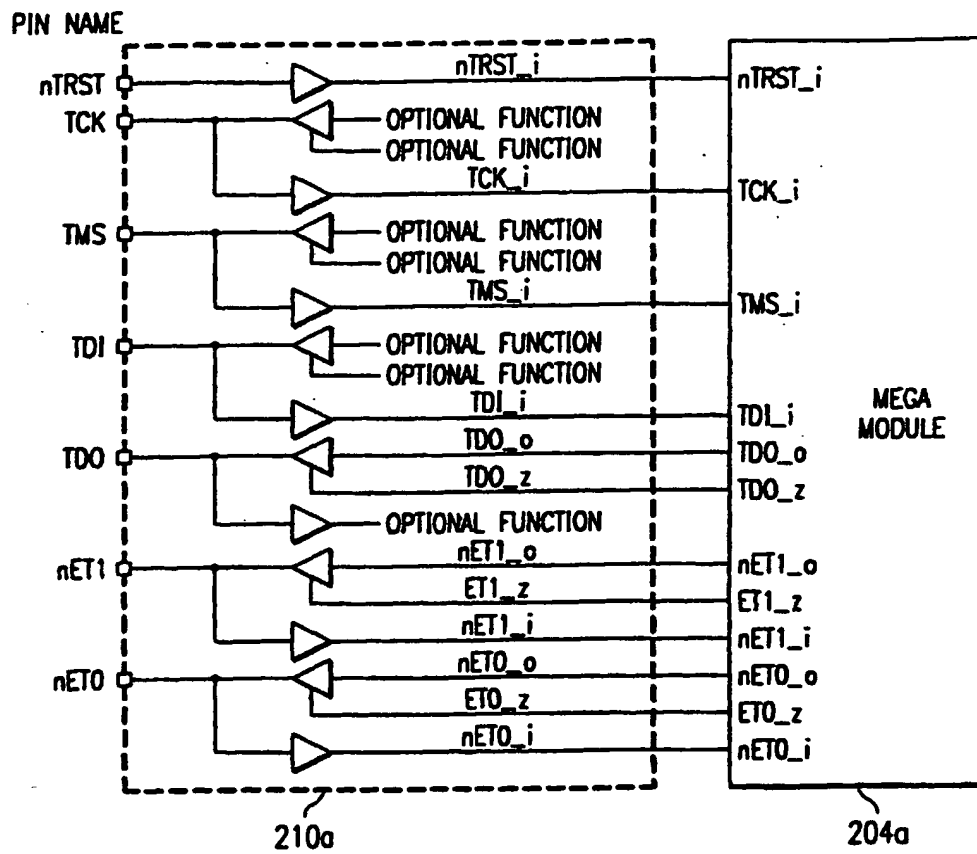 PIN NAME
nTRST nTRST_i nTRST_i
TCK OPTIONAL FUNCTION
OPTIONAL FUNCTION
TCK_i TCK_i
TMS OPTIONAL FUNCTION
OPTIONAL FUNCTION
TMS_i TMS_i
TDI OPTIONAL FUNCTION
OPTIONAL FUNCTION
TDI_i TDI_i
MEGA
MODULE
TDO TDO_o TDO_o
TDO_z TDO_z
OPTIONAL FUNCTION
nET1 nET1_o nET1_o
ET1_z ET1_z
nET1_i nET1_i
nET0 nET0_o nET0_o
ET0_z ET0_z
nET0_i nET0_i
210a 204a